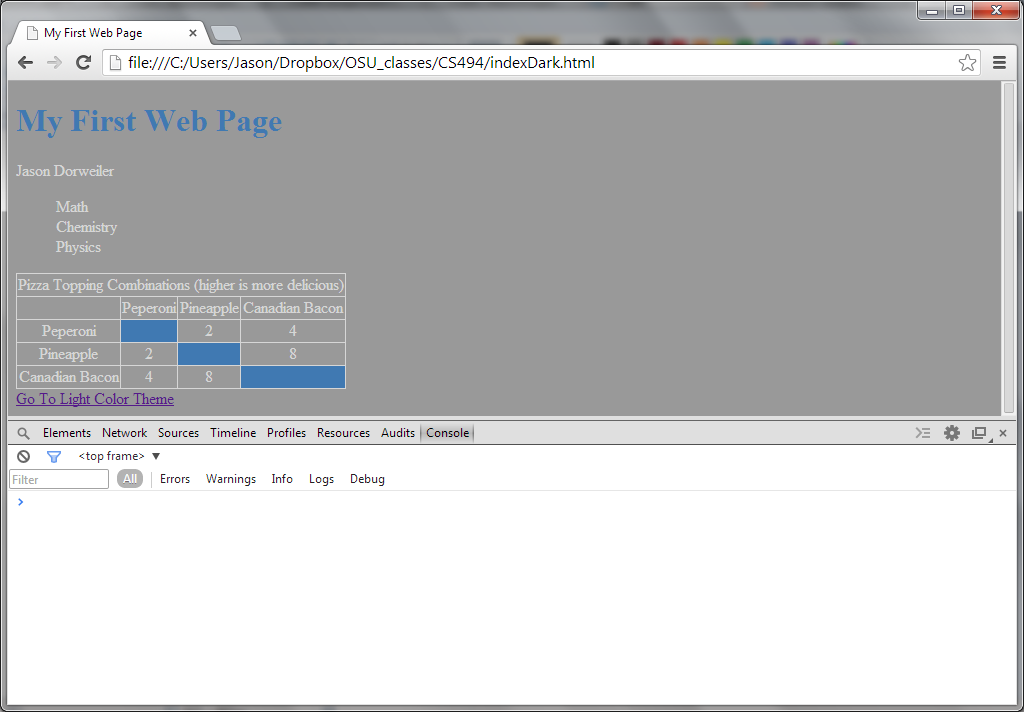 My First Web Page
file:///C:/Users/Jason/Dropbox/OSU_classes/CS494/indexDark.html
My First Web Page
Jason Dorweiler
Math
Chemistry
Physics
Pizza Topping Combinations (higher is more delicious)
Peperoni Pineapple Canadian Bacon
Peperoni 2 4
Pineapple 2 8
Canadian Bacon 4 8
Go To Light Color Theme
Elements Network Sources Timeline Profiles Resources Audits Console
<top frame>
Filter All Errors Warnings Info Logs Debug